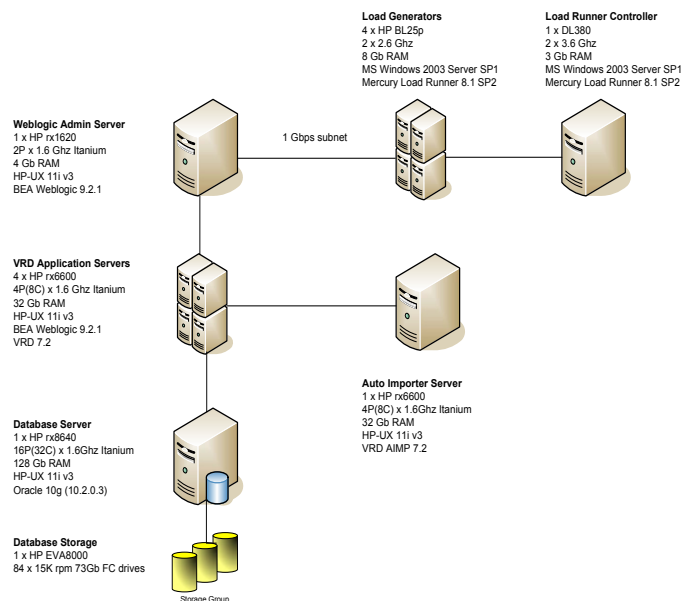 Load Generators
4 x HP BL25p
2 x 2.6 Ghz
8 Gb RAM
MS Windows 2003 Server SP1
Mercury Load Runner 8.1 SP2
Load Runner Controller
1 x DL380
2 x 3.6 Ghz
3 Gb RAM
MS Windows 2003 Server SP1
Mercury Load Runner 8.1 SP2
Weblogic Admin Server
1 x HP rx1620
2P x 1.6 Ghz Itanium
4 Gb RAM
HP-UX 11i v3
BEA Weblogic 9.2.1
1 Gbps subnet
VRD Application Servers
4 x HP rx6600
4P(8C) x 1.6 Ghz Itanium
32 Gb RAM
HP-UX 11i v3
BEA Weblogic 9.2.1
VRD 7.2
Auto Importer Server
1 x HP rx6600
4P(8C) x 1.6Ghz Itanium
32 Gb RAM
HP-UX 11i v3
VRD AIMP 7.2
Database Server
1 x HP rx8640
16P(32C) x 1.6Ghz Itanium
128 Gb RAM
HP-UX 11i v3
Oracle 10g (10.2.0.3)
Database Storage
1 x HP EVA8000
84 x 15K rpm 73Gb FC drives
Storage Group